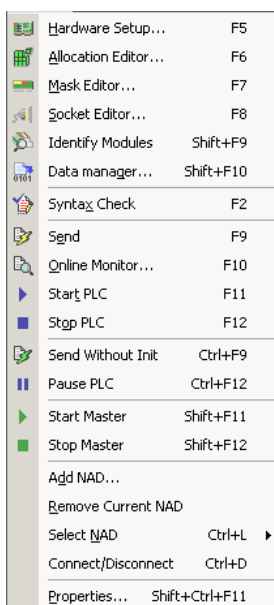 Hardware Setup... F5
Allocation Editor... F6
Mask Editor... F7
Socket Editor... F8
Identify Modules Shift+F9
Data manager... Shift+F10
Syntax Check F2
Send F9
Online Monitor... F10
Start PLC F11
Stop PLC F12
Send Without Init Ctrl+F9
Pause PLC Ctrl+F12
Start Master Shift+F11
Stop Master Shift+F12
Add NAD...
Remove Current NAD
Select NAD Ctrl+L
Connect/Disconnect Ctrl+D
Properties... Shift+Ctrl+F11